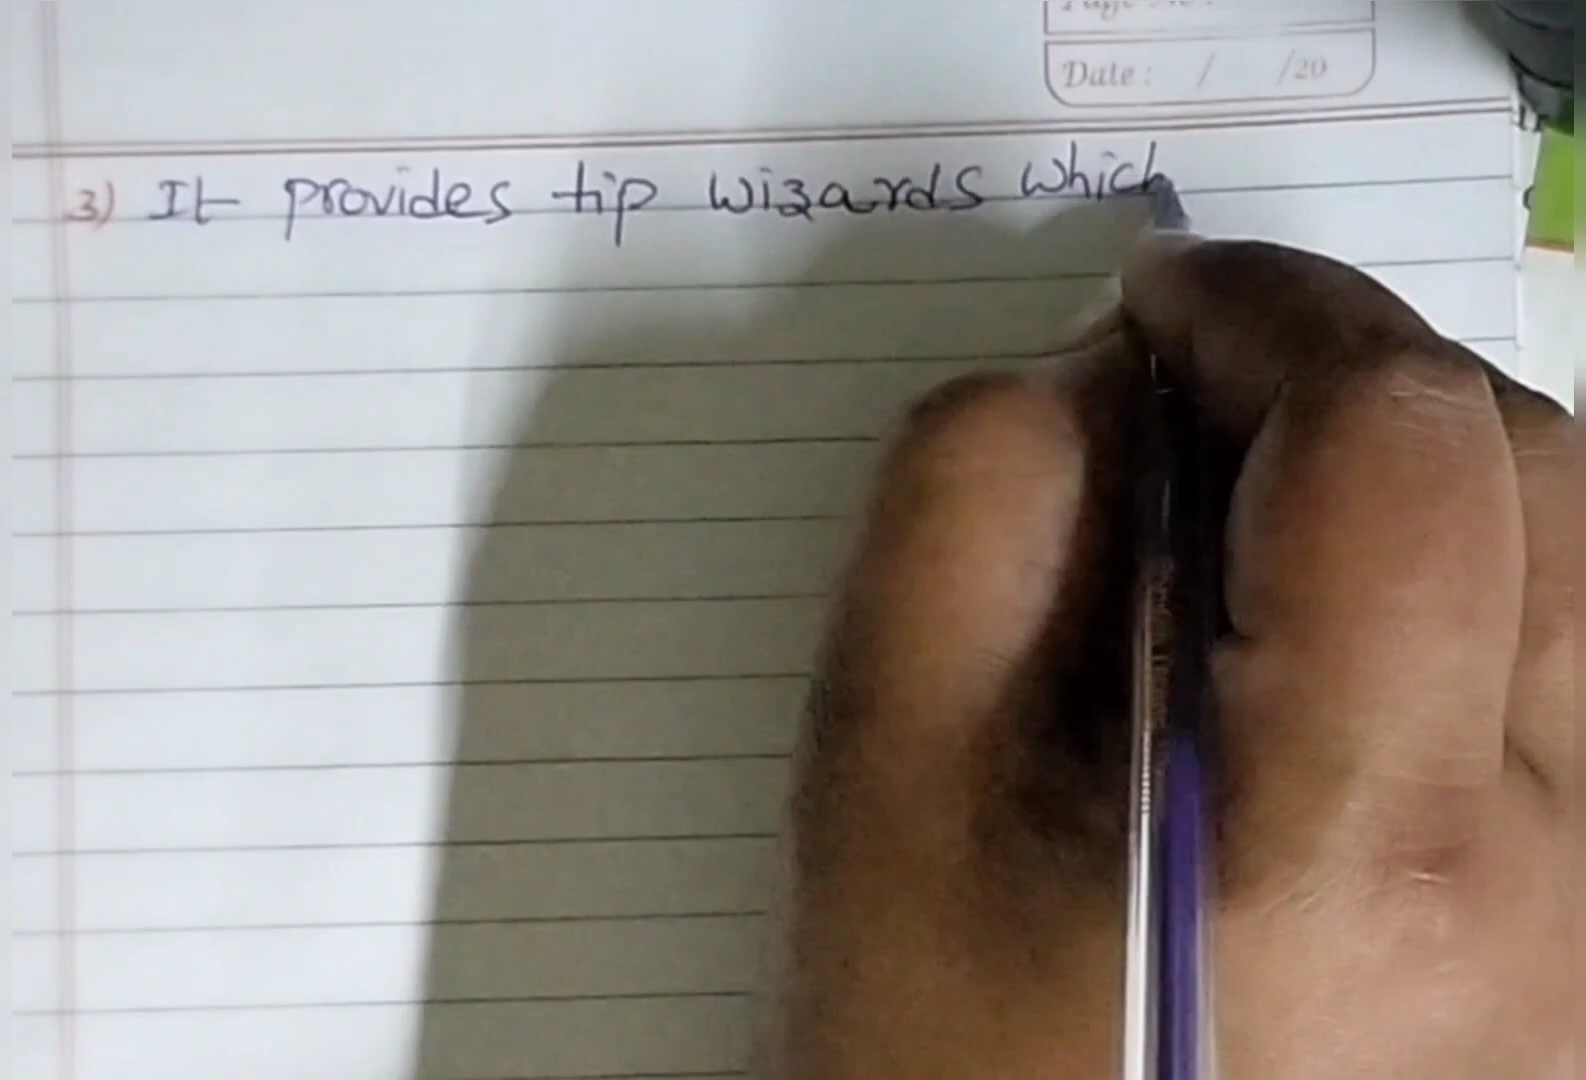 Date : / /20
3) It provides tip wizards which